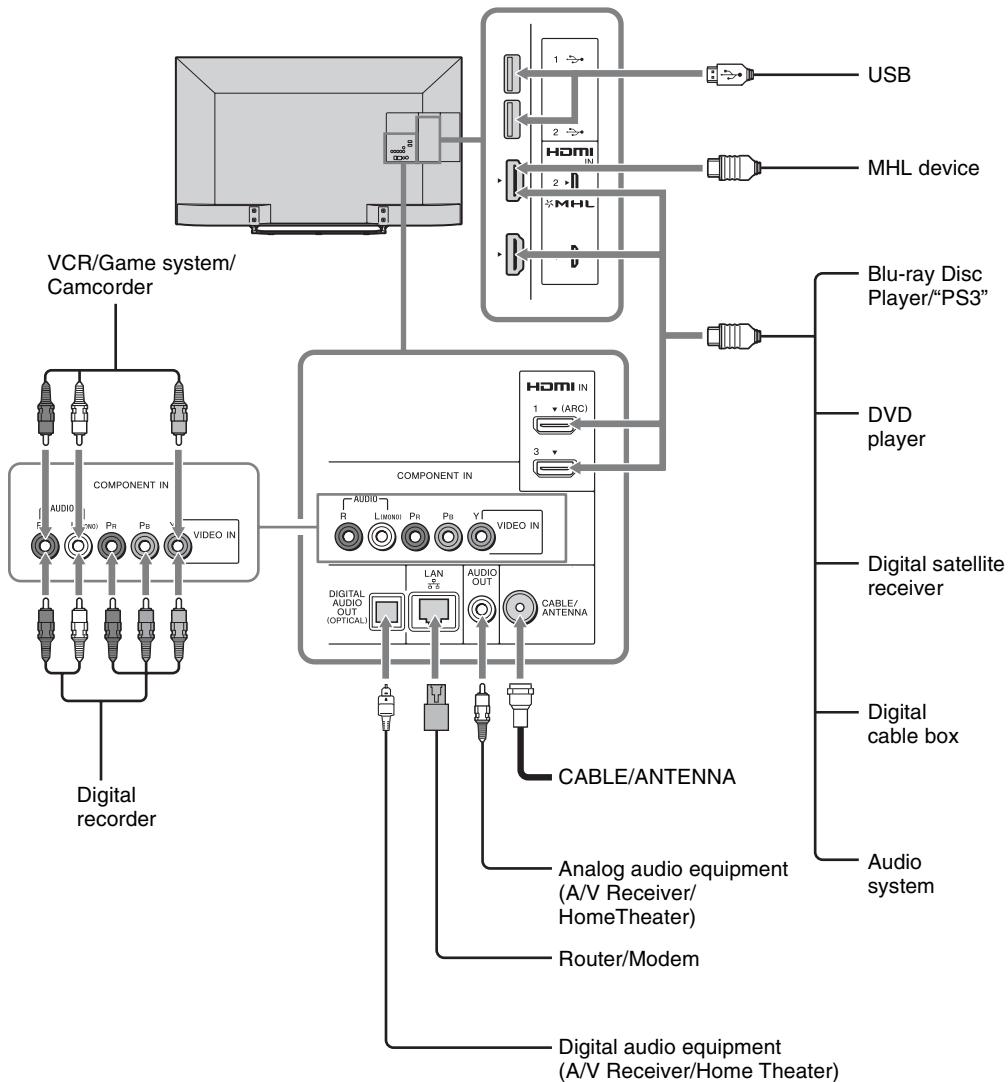 1
USB
2
HDMI
IN
2
MHL
MHL device
VCR/Game system/
Camcorder
Blu-ray Disc
Player/“PS3”
HDMI IN
1 (ARC)
3
DVD
player
COMPONENT IN
AUDIO
R L (MONO) PR PB Y
VIDEO IN
COMPONENT IN
AUDIO
PR PB
VIDEO IN
DIGITAL
AUDIO
OUT
(OPTICAL)
LAN
AUDIO
OUT
CABLE/
ANTENNA
Digital satellite
receiver
Digital
cable box
CABLE/ANTENNA
Digital
recorder
Analog audio equipment
(A/V Receiver/
HomeTheater)
Audio
system
Router/Modem
Digital audio equipment
(A/V Receiver/Home Theater)